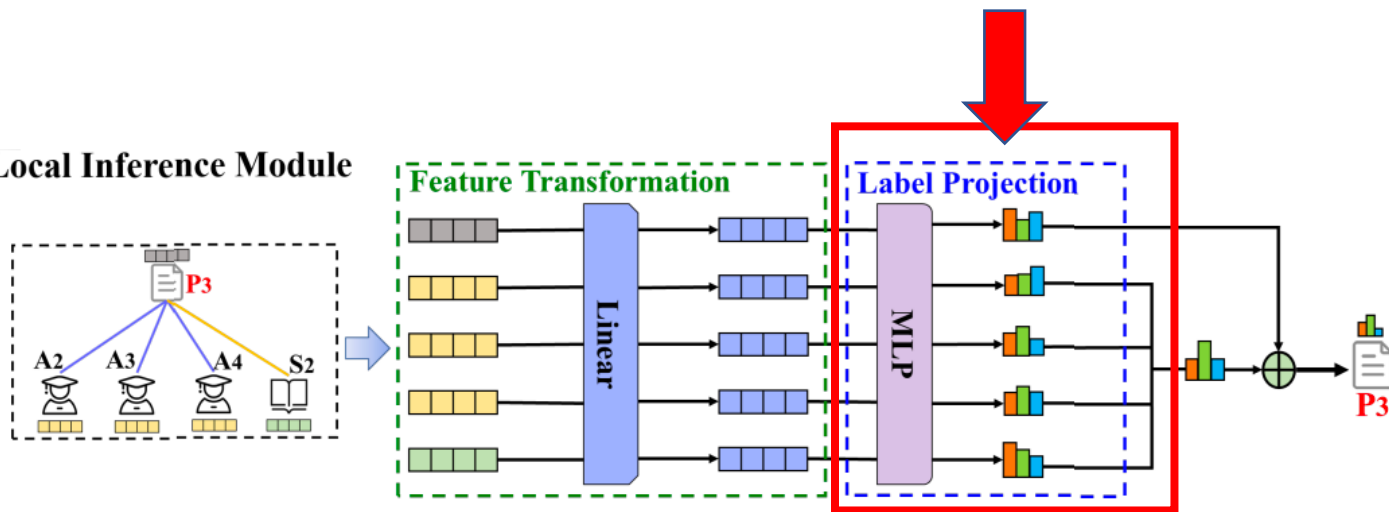 Local Inference Module
Feature Transformation
Label Projection
P3
A2
A3
A4
S2
Linear
MLP
P3